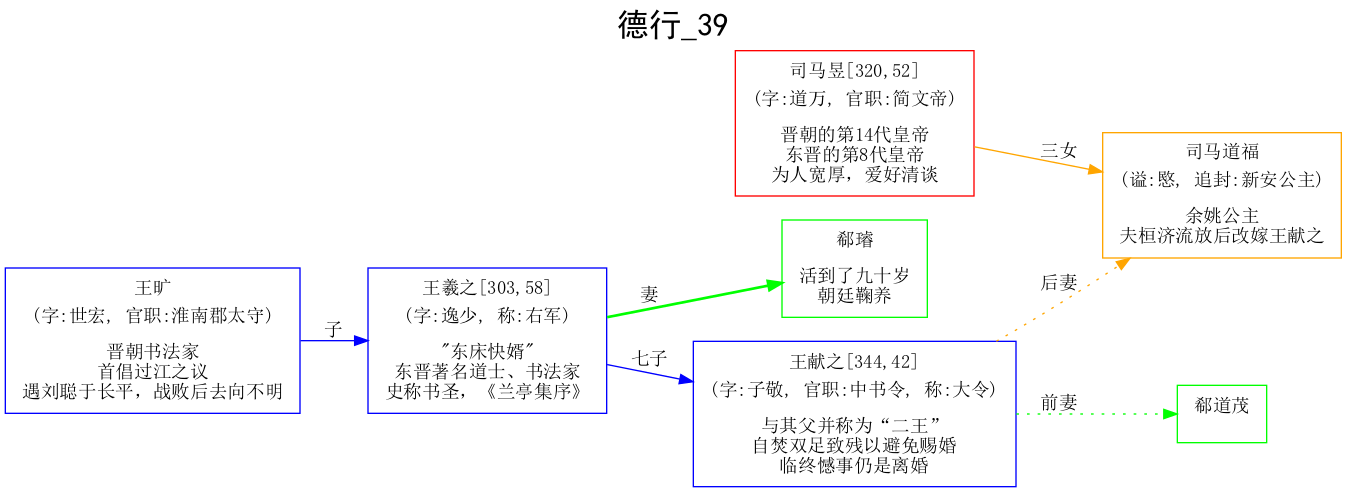 德行_39
司马昱[320,52]
(字:道万, 官职:简文帝)
晋朝的第14代皇帝
东晋的第8代皇帝
为人宽厚，爱好清谈
三女
司马道福
(谥:愍, 追封:新安公主)
余姚公主
夫桓济流放后改嫁王献之
郗璿
活到了九十岁
朝廷鞠养
妻
后妻
王旷
(字:世宏, 官职:淮南郡太守)
晋朝书法家
首倡过江之议
遇刘聪于长平，战败后去向不明
子
王羲之[303,58]
(字:逸少, 称:右军)
"东床快婿"
东晋著名道士、书法家
史称书圣，《兰亭集序》
七子
王献之[344,42]
(字:子敬, 官职:中书令, 称:大令)
与其父并称为“二王”
自焚双足致残以避免赐婚
临终憾事仍是离婚
前妻
郗道茂